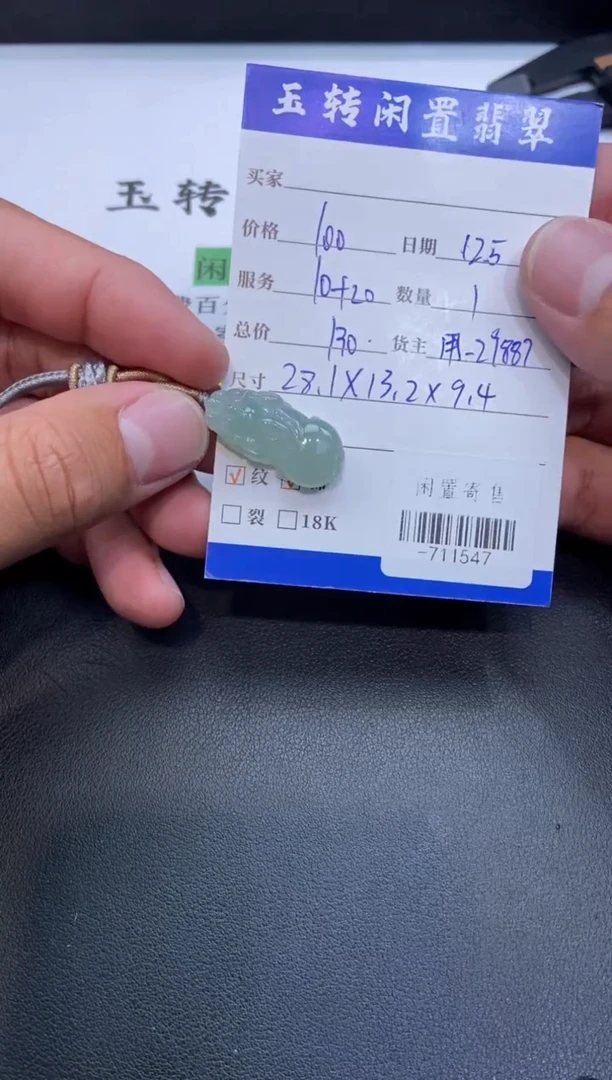 玉转闲置翡翠
买家
价格 100 日期 125
服务 10+20 数量 1
总价 130. 货主 用-29887
尺寸 28.1X13.2X9.4
纹
裂 18K
闲置寄售
-711547
玉转
闲